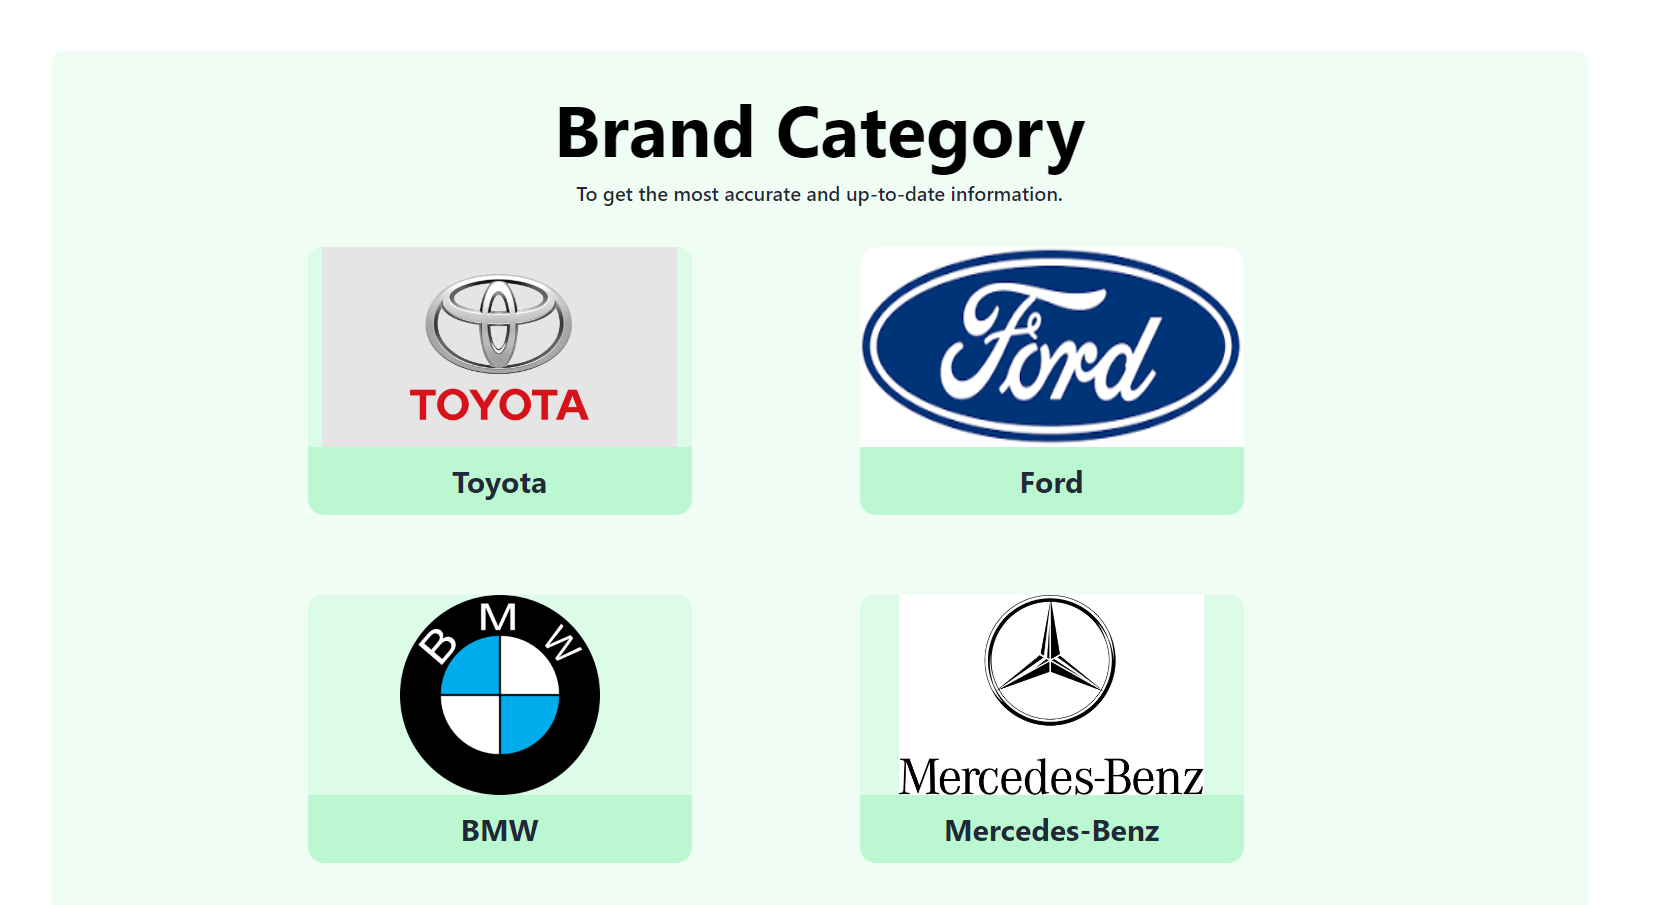 Brand Category
To get the most accurate and up-to-date information.
TOYOTA
Ford
Toyota
Ford
B M W
Mercedes-Benz
BMW
Mercedes-Benz